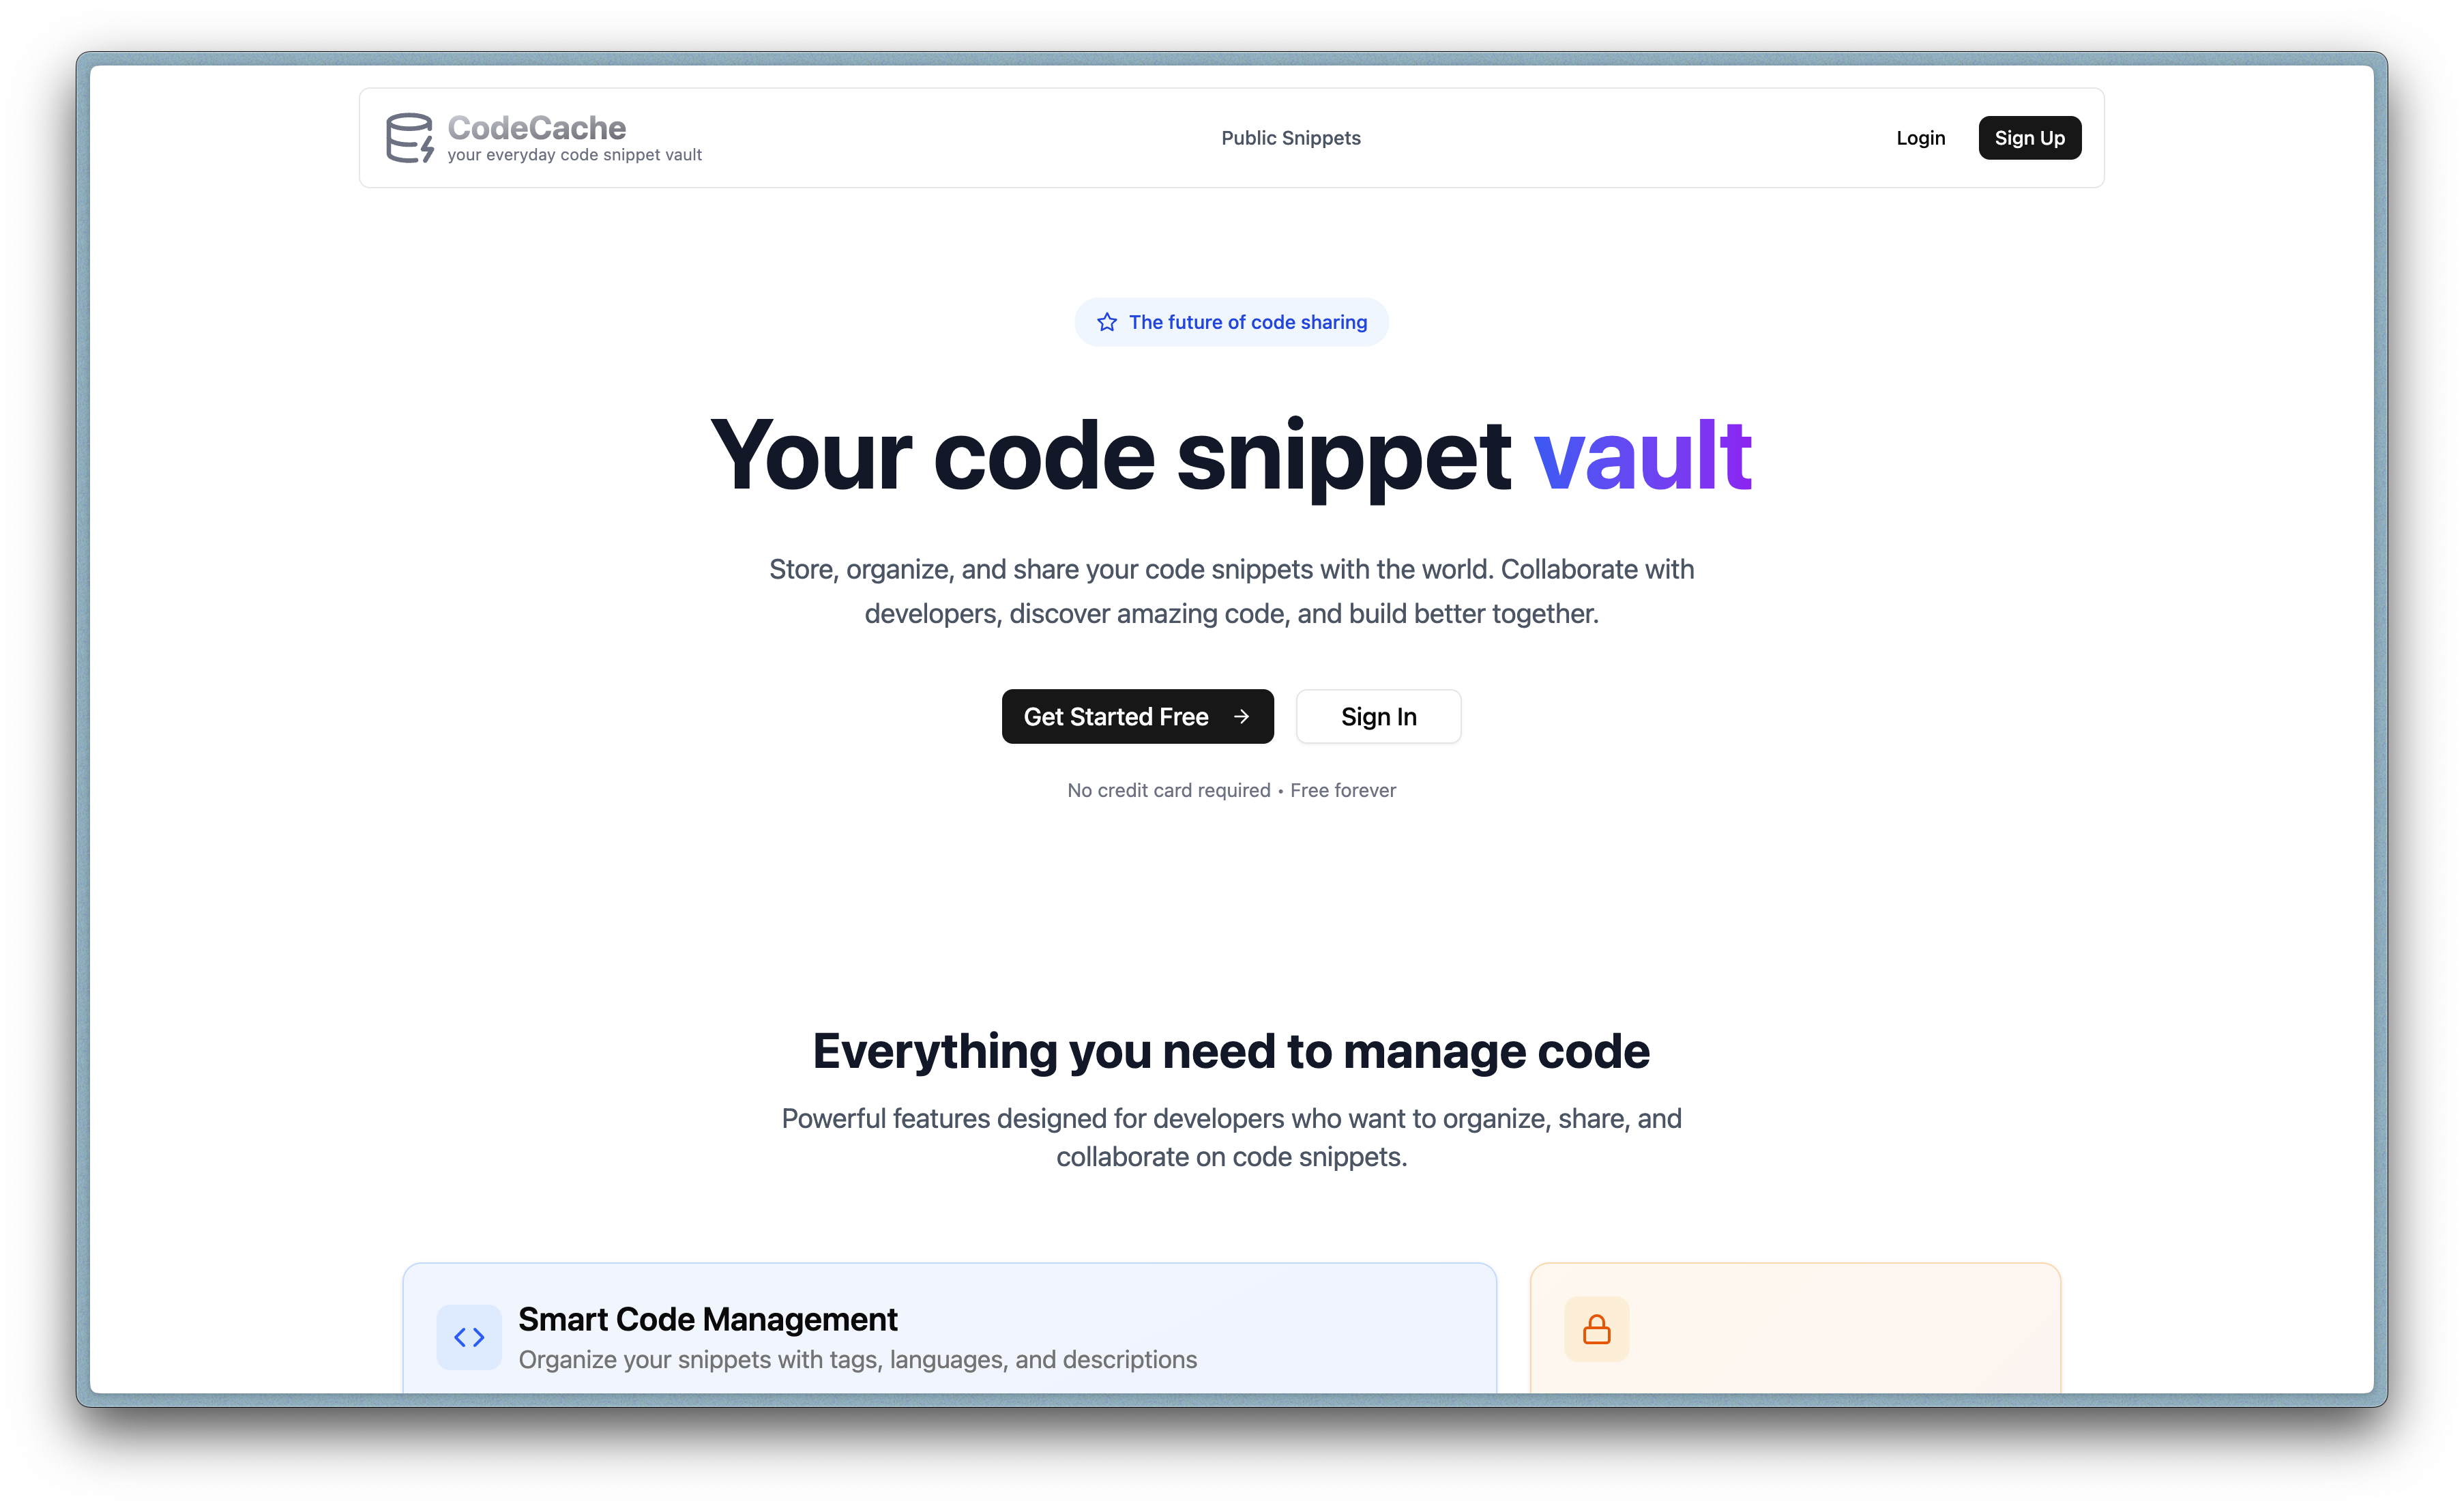 CodeCache
your everyday code snippet vault
Public Snippets
Login
Sign Up
The future of code sharing
Your code snippet vault
Store, organize, and share your code snippets with the world. Collaborate with
developers, discover amazing code, and build better together.
Get Started Free
Sign In
No credit card required • Free forever
Everything you need to manage code
Powerful features designed for developers who want to organize, share, and
collaborate on code snippets.
Smart Code Management
Organize your snippets with tags, languages, and descriptions